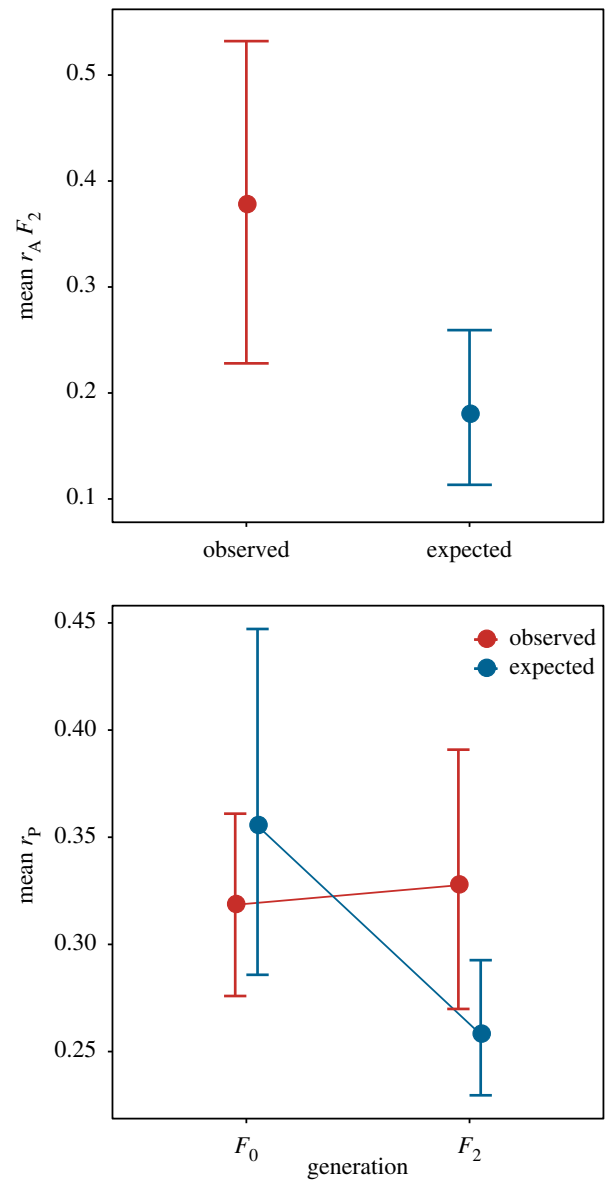 mean r_A F_2
0.5
0.4
0.3
0.2
0.1
observed
expected
mean r_P
0.45
0.40
0.35
0.30
0.25
observed
expected
F_0
F_2
generation